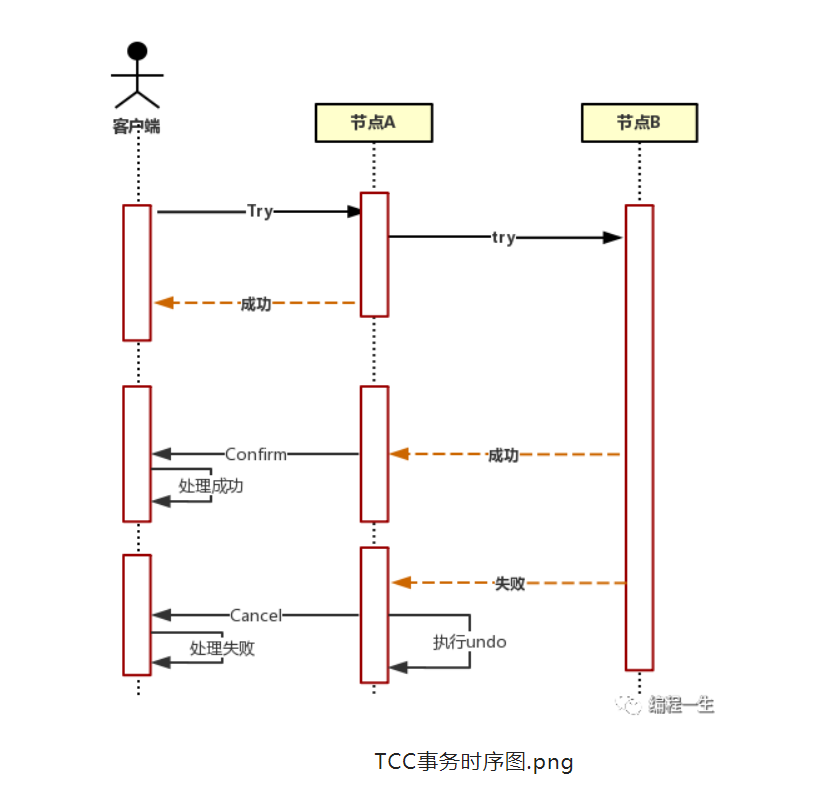 客户端
节点A
节点B
Try
try
成功
Confirm
成功
处理成功
失败
Cancel
执行undo
处理失败
编程一生
TCC事务时序图.png